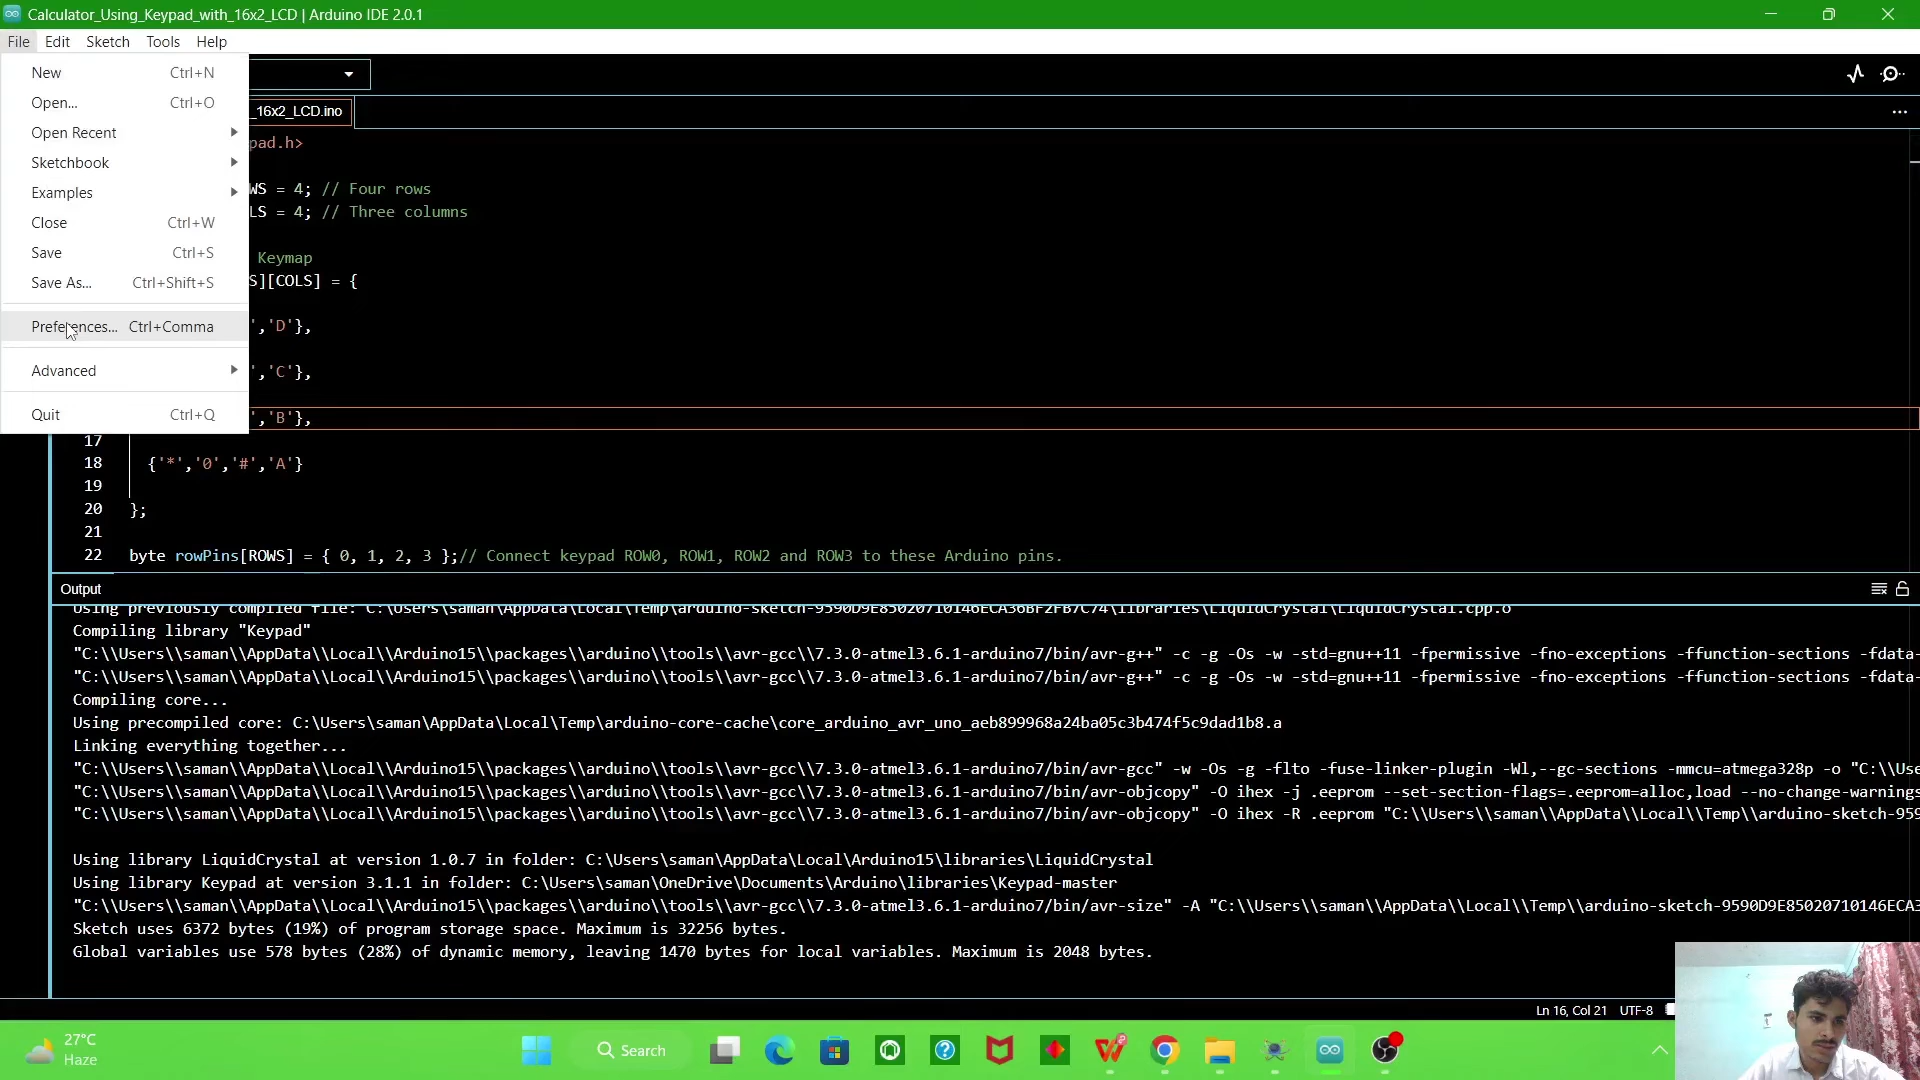 Calculator_Using_Keypad_with_16x2_LCD | Arduino IDE 2.0.1
File Edit Sketch Tools Help
New Ctrl+N
Open... Ctrl+O
Open Recent
Sketchbook
Examples
Close Ctrl+W
Save Ctrl+S
Save As... Ctrl+Shift+S
Preferences... Ctrl+Comma
Advanced
Quit Ctrl+Q
_16x2_LCD.ino
pad.h>
WS = 4; // Four rows
LS = 4; // Three columns
Keymap
S][COLS] = {
','D'},
','C'},
','B'},
17
18 {'*','0','#','A'}
19
20 };
21
22 byte rowPins[ROWS] = { 0, 1, 2, 3 };// Connect keypad ROW0, ROW1, ROW2 and ROW3 to these Arduino pins.
Output
Using previously compiled file: C:\Users\saman\AppData\Local\Temp\arduino-sketch-9590D9E85020710146ECA36BF2FB7C74\libraries\LiquidCrystal\LiquidCrystal.cpp.o
Compiling library "Keypad"
"C:\\Users\\saman\\AppData\\Local\\Arduino15\\packages\\arduino\\tools\\avr-gcc\\7.3.0-atmel3.6.1-arduino7/bin/avr-g++" -c -g -Os -w -std=gnu++11 -fpermissive -fno-exceptions -ffunction-sections -fdata-
"C:\\Users\\saman\\AppData\\Local\\Arduino15\\packages\\arduino\\tools\\avr-gcc\\7.3.0-atmel3.6.1-arduino7/bin/avr-g++" -c -g -Os -w -std=gnu++11 -fpermissive -fno-exceptions -ffunction-sections -fdata-
Compiling core...
Using precompiled core: C:\Users\saman\AppData\Local\Temp\arduino-core-cache\core_arduino_avr_uno_aeb899968a24ba05c3b474f5c9dad1b8.a
Linking everything together...
"C:\\Users\\saman\\AppData\\Local\\Arduino15\\packages\\arduino\\tools\\avr-gcc\\7.3.0-atmel3.6.1-arduino7/bin/avr-gcc" -w -Os -g -flto -fuse-linker-plugin -Wl,--gc-sections -mmcu=atmega328p -o "C:\\Use
"C:\\Users\\saman\\AppData\\Local\\Arduino15\\packages\\arduino\\tools\\avr-gcc\\7.3.0-atmel3.6.1-arduino7/bin/avr-objcopy" -O ihex -j .eeprom --set-section-flags=.eeprom=alloc,load --no-change-warnings
"C:\\Users\\saman\\AppData\\Local\\Arduino15\\packages\\arduino\\tools\\avr-gcc\\7.3.0-atmel3.6.1-arduino7/bin/avr-objcopy" -O ihex -R .eeprom "C:\\Users\\saman\\AppData\\Local\\Temp\\arduino-sketch-959
Using library LiquidCrystal at version 1.0.7 in folder: C:\Users\saman\AppData\Local\Arduino15\libraries\LiquidCrystal
Using library Keypad at version 3.1.1 in folder: C:\Users\saman\OneDrive\Documents\Arduino\libraries\Keypad-master
"C:\\Users\\saman\\AppData\\Local\\Arduino15\\packages\\arduino\\tools\\avr-gcc\\7.3.0-atmel3.6.1-arduino7/bin/avr-size" -A "C:\\Users\\saman\\AppData\\Local\\Temp\\arduino-sketch-9590D9E85020710146ECA3
Sketch uses 6372 bytes (19%) of program storage space. Maximum is 32256 bytes.
Global variables use 578 bytes (28%) of dynamic memory, leaving 1470 bytes for local variables. Maximum is 2048 bytes.
Ln 16, Col 21 UTF-8
27°C
Haze
Search